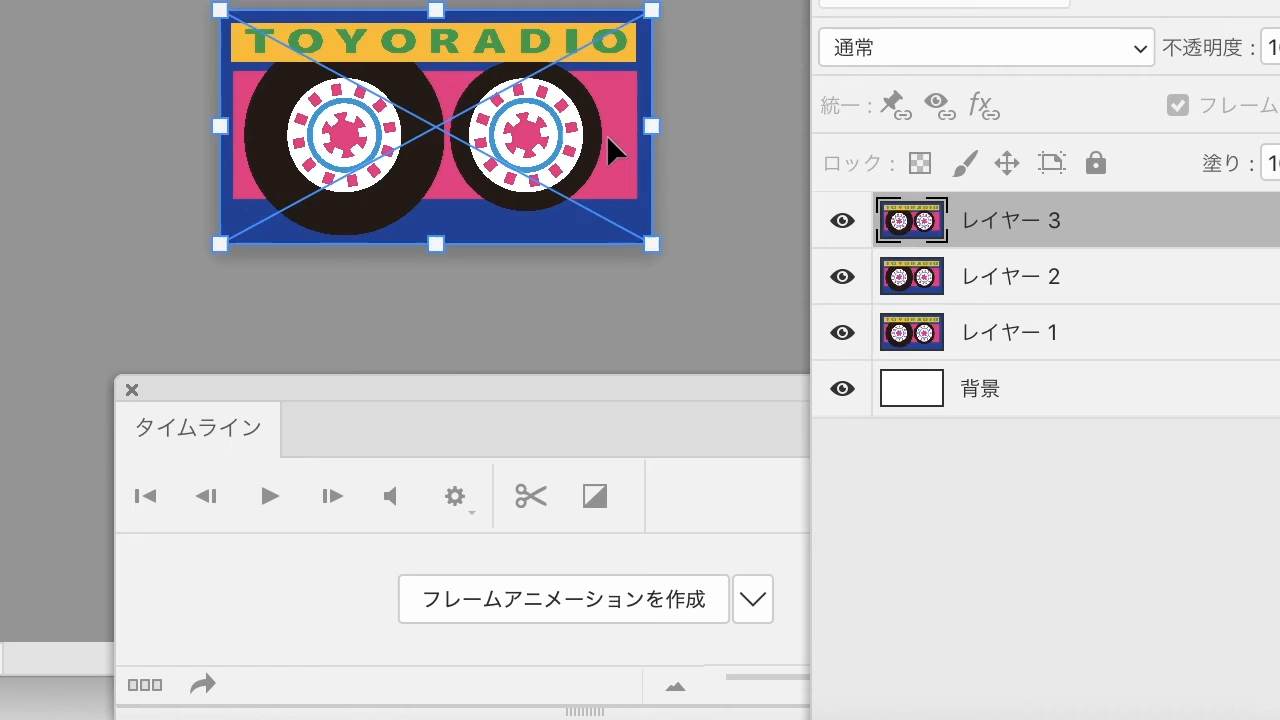 TOYORADIO
通常
不透明度：
統一：
fx
フレーム
ロック：
塗り：
レイヤー 3
レイヤー 2
レイヤー 1
背景
タイムライン
フレームアニメーションを作成